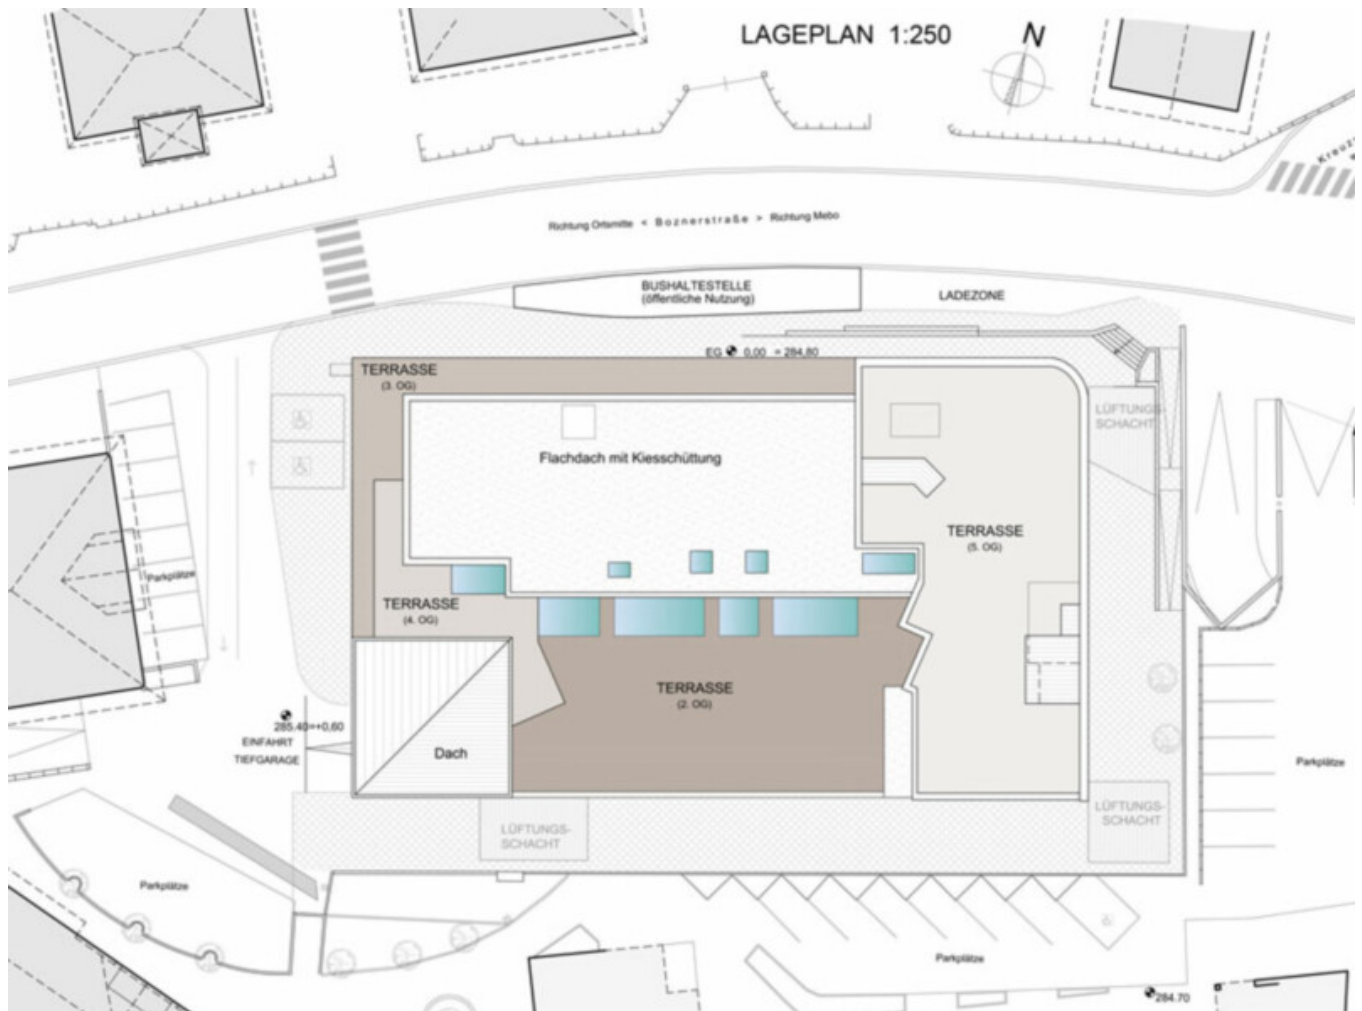 LAGEPLAN 1:250
N
Richtung Ortsmitte < Boznerstraße > Richtung Mebo
BUSHALTESTELLE
(öffentliche Nutzung)
LADEZONE
EG 0,00 = 284,80
TERRASSE
(3. OG)
LÜFTUNGS-
SCHACHT
Flachdach mit Kiesschüttung
TERRASSE
(5. OG)
Parkplätze
TERRASSE
(4. OG)
TERRASSE
(2. OG)
285.40=+0,60
EINFAHRT
TIEFGARAGE
Dach
Parkplätze
LÜFTUNGS-
SCHACHT
LÜFTUNGS-
SCHACHT
Parkplätze
Parkplätze
284.70